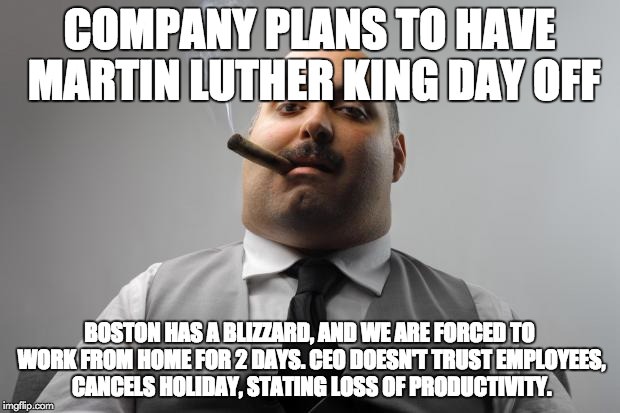 COMPANY PLANS TO HAVE
MARTIN LUTHER KING DAY OFF
BOSTON HAS A BLIZZARD, AND WE ARE FORCED TO
WORK FROM HOME FOR 2 DAYS. CEO DOESN'T TRUST EMPLOYEES,
CANCELS HOLIDAY, STATING LOSS OF PRODUCTIVITY.
imgflip.com